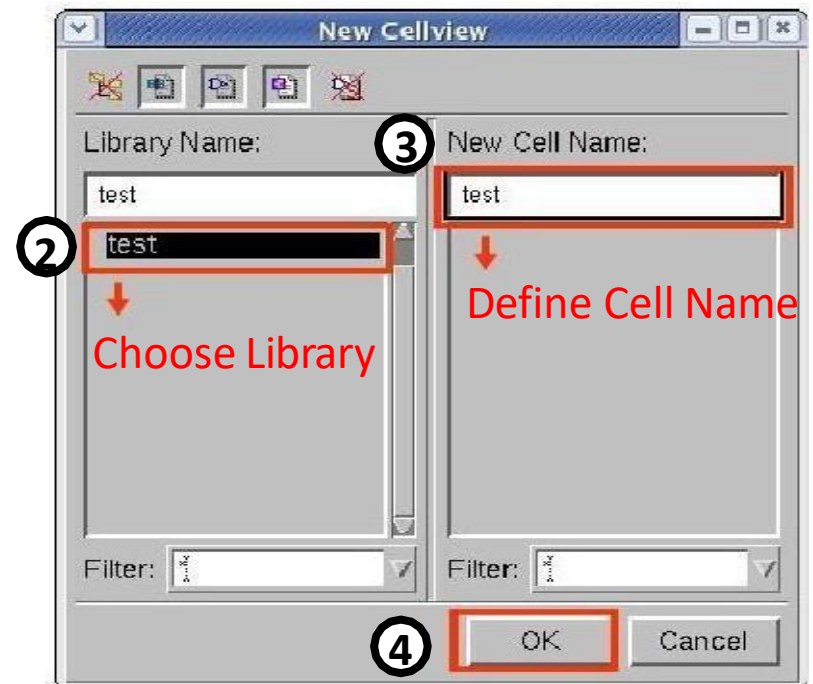 New Cellview
Library Name:
3
New Cell Name:
test
test
2
test
Define Cell Name
Choose Library
Filter: *
Filter: *
4
OK
Cancel